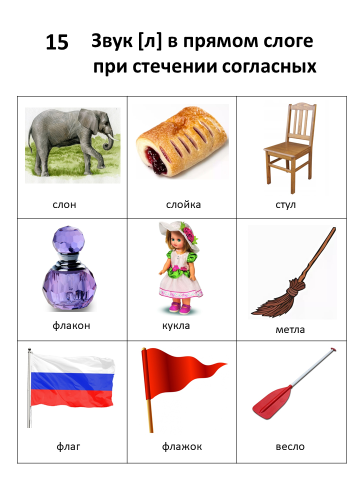 15 Звук [л] в прямом слоге
при стечении согласных
слон слойка стул
флакон кукла метла
флаг флажок весло